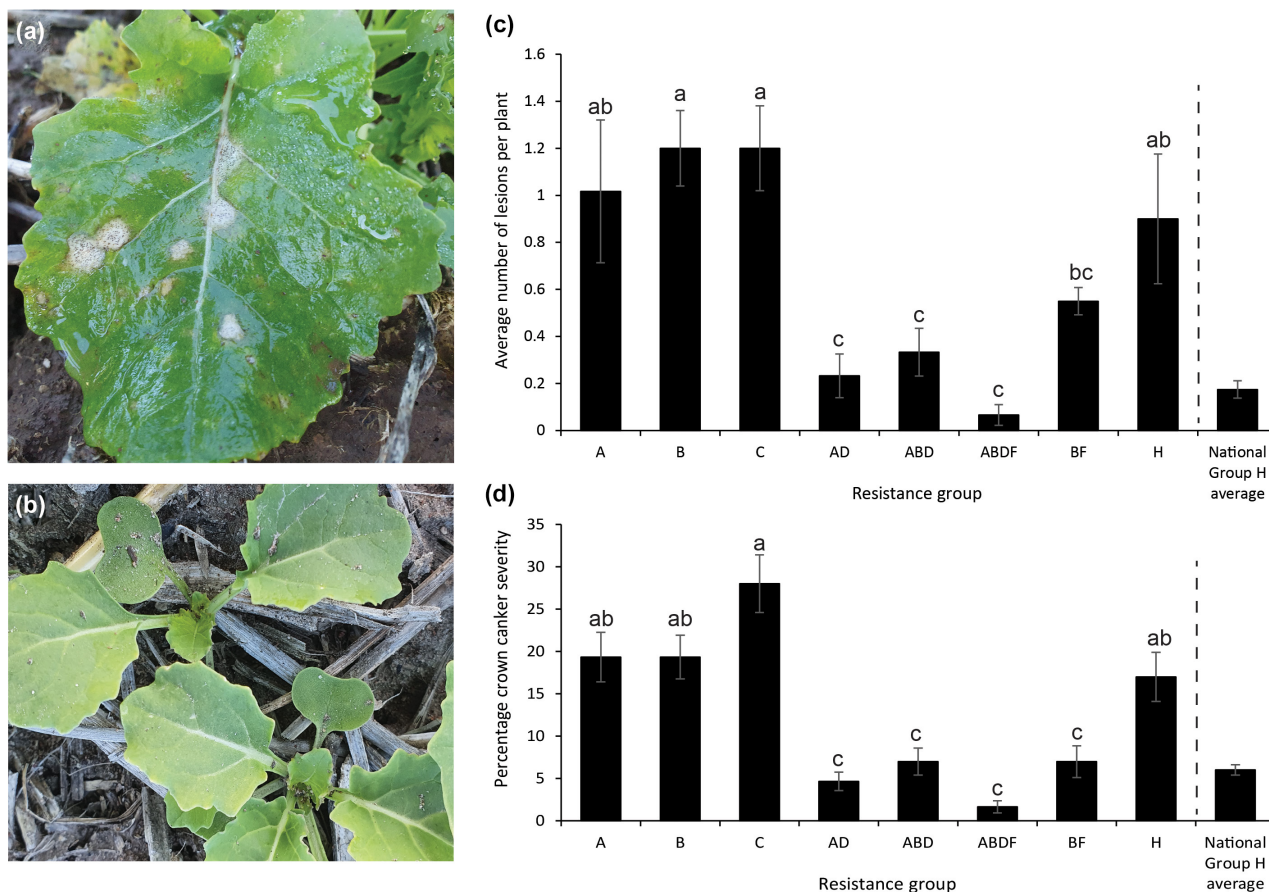 (a)
(b)
(c)
Average number of lesions per plant
1.6
1.4
1.2
1
0.8
0.6
0.4
0.2
0
ab
a
a
c
c
c
bc
ab
A B C AD ABD ABDF BF H National
Group H
average
Resistance group
(d)
Percentage crown canker severity
35
30
25
20
15
10
5
0
ab
ab
a
c
c
c
c
ab
A B C AD ABD ABDF BF H National
Group H
average
Resistance group